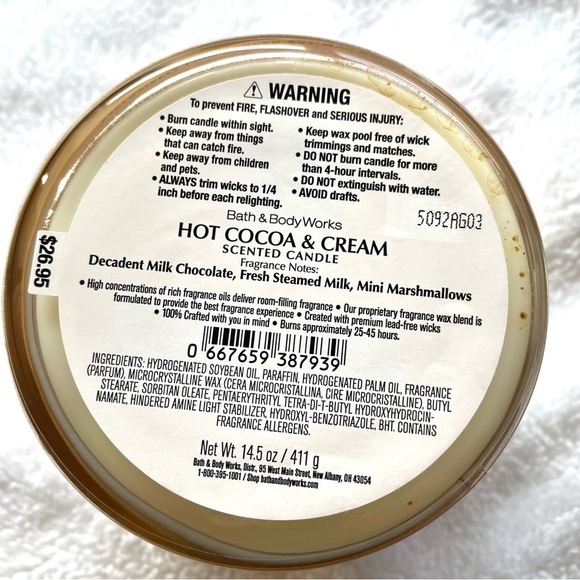 ⚠ WARNING
To prevent FIRE, FLASHOVER and SERIOUS INJURY:
• Burn candle within sight.
• Keep away from things
that can catch fire.
• Keep away from children
and pets.
• ALWAYS trim wicks to 1/4
inch before each relighting.
• Keep wax pool free of wick
trimmings and matches.
• DO NOT burn candle for more
than 4-hour intervals.
• DO NOT extinguish with water.
• AVOID drafts.
5092AG03
$26.95
Bath & Body Works
HOT COCOA & CREAM
SCENTED CANDLE
Fragrance Notes:
Decadent Milk Chocolate, Fresh Steamed Milk, Mini Marshmallows
• High concentrations of rich fragrance oils deliver room-filling fragrance • Our proprietary fragrance wax blend is
formulated to provide the best fragrance experience • Created with premium lead-free wicks
• 100% Crafted with you in mind • Burns approximately 25-45 hours.
0 667659 387939
INGREDIENTS: HYDROGENATED SOYBEAN OIL, PARAFFIN, HYDROGENATED PALM OIL, FRAGRANCE
(PARFUM), MICROCRYSTALLINE WAX (CERA MICROCRISTALLINA, CIRE MICROCRISTALLINE), BUTYL
STEARATE, SORBITAN OLEATE, PENTAERYTHRITYL TETRA-DI-T-BUTYL HYDROXYHYDROCIN-
NAMATE, HINDERED AMINE LIGHT STABILIZER, HYDROXYL-BENZOTRIAZOLE, BHT. CONTAINS
FRAGRANCE ALLERGENS.
Net Wt. 14.5 oz / 411 g
Bath & Body Works, Distr., 95 West Main Street, New Albany, OH 43054
1-800-395-1001 / Shop bathandbodyworks.com